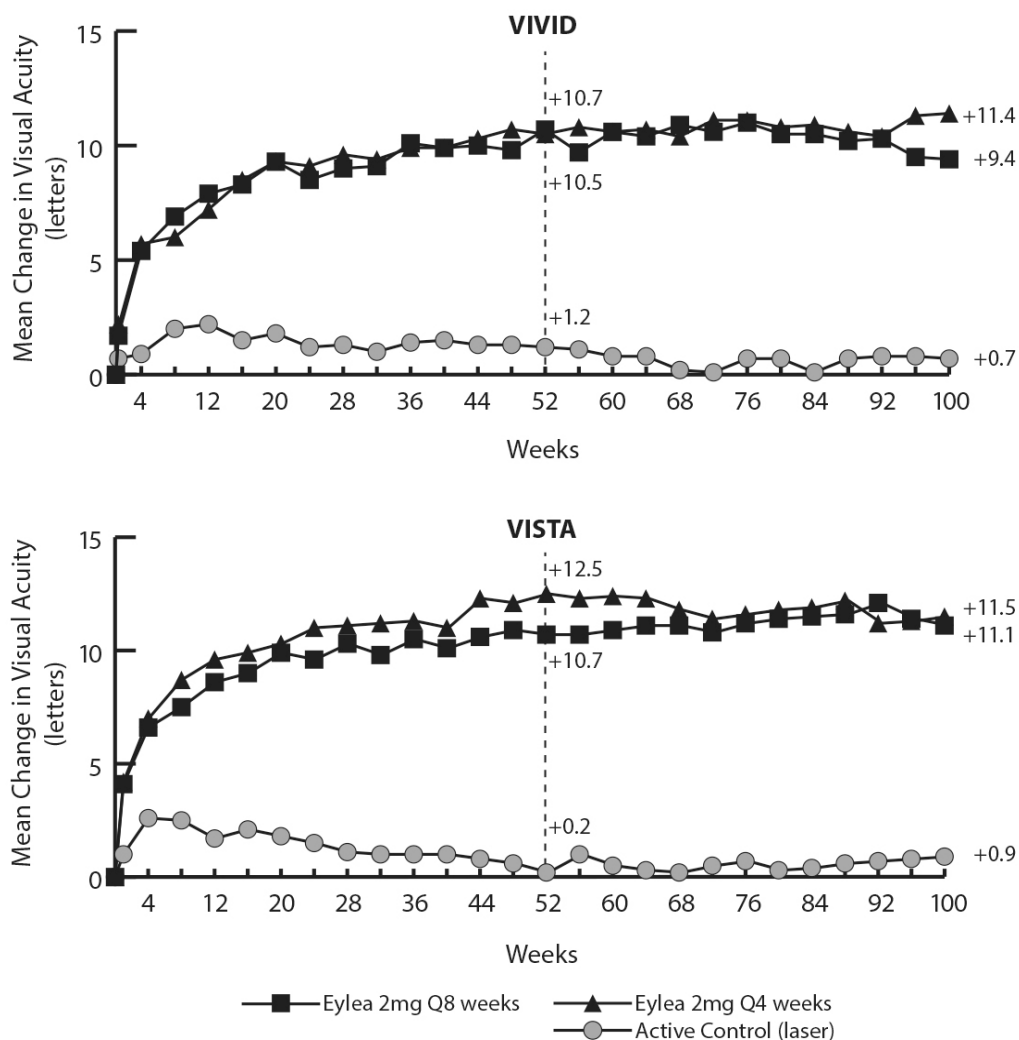 VIVID
Mean Change in Visual Acuity
(letters)
15
10
5
0
+10.7
+10.5
+1.2
+11.4
+9.4
+0.7
4 12 20 28 36 44 52 60 68 76 84 92 100
Weeks
VISTA
Mean Change in Visual Acuity
(letters)
15
10
5
0
+12.5
+10.7
+0.2
+11.5
+11.1
+0.9
4 12 20 28 36 44 52 60 68 76 84 92 100
Weeks
Eylea 2mg Q8 weeks Eylea 2mg Q4 weeks
Active Control (laser)